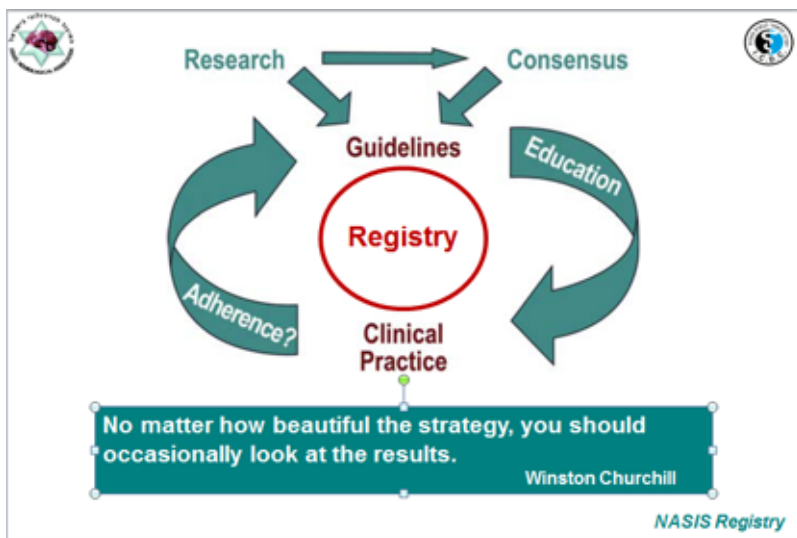 Research
Consensus
Guidelines
Education
Registry
Adherence?
Clinical
Practice
No matter how beautiful the strategy, you should
occasionally look at the results.
Winston Churchill
NASIS Registry